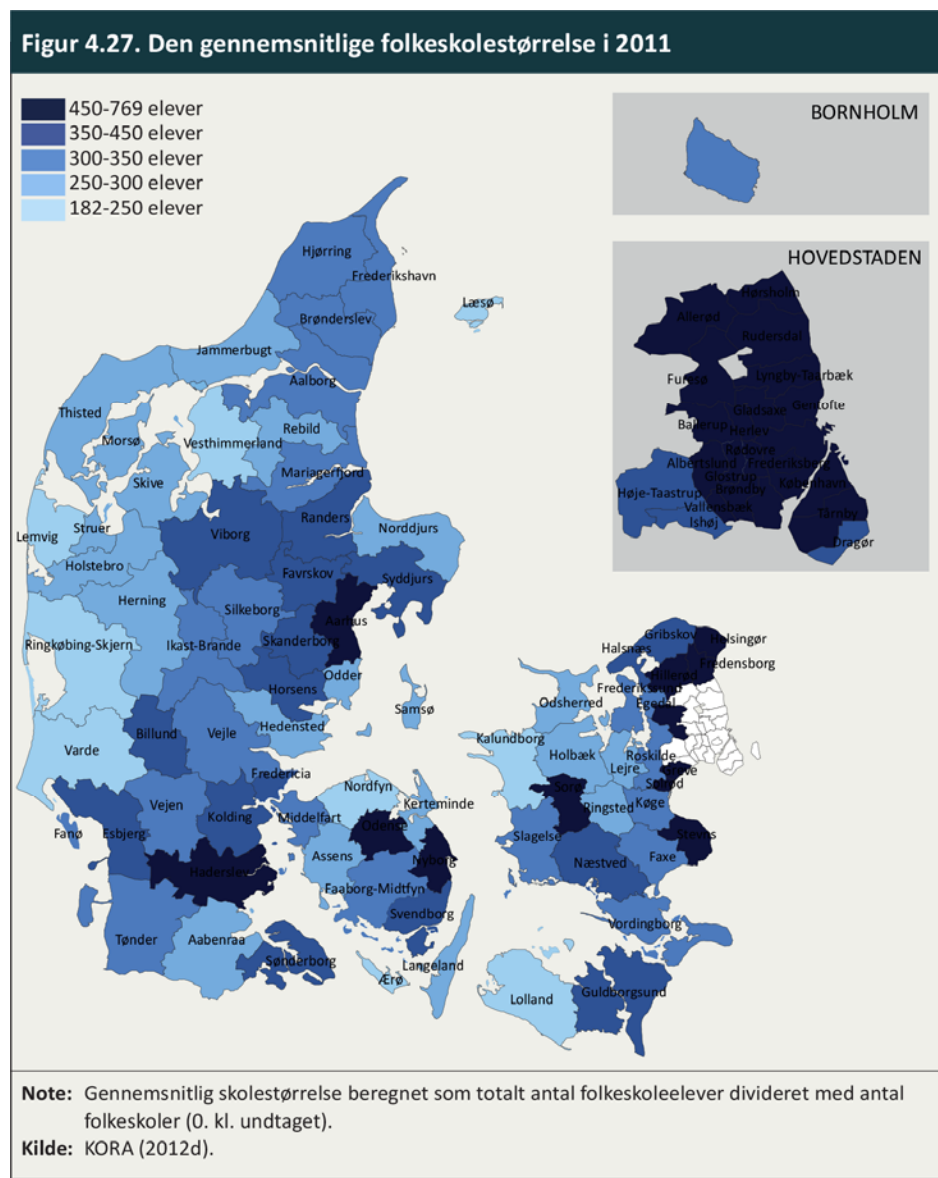 Figur 4.27. Den gennemsnitlige folkeskolestørrelse i 2011
450-769 elever
350-450 elever
300-350 elever
250-300 elever
182-250 elever
BORNHOLM
HOVEDSTADEN
Hørsholm
Allerød
Rudersdal
Furesø
Lyngby-Taarbæk
Gladsaxe
Gentofte
Ballerup
Herlev
Rødovre
Albertslund
Frederiksberg
Glostrup
København
Høje-Taastrup
Brøndby
Vallensbæk
Ishøj
Tårnby
Dragør
Hjørring
Frederikshavn
Læsø
Brønderslev
Jammerbugt
Aalborg
Thisted
Morsø
Vesthimmerland
Rebild
Skive
Mariagerfjord
Lemvig
Struer
Viborg
Randers
Norddjurs
Holstebro
Favrskov
Syddjurs
Herning
Silkeborg
Aarhus
Ringkøbing-Skjern
Ikast-Brande
Skanderborg
Odder
Horsens
Samsø
Varde
Billund
Vejle
Hedensted
Fredericia
Vejen
Kolding
Fanø
Esbjerg
Haderslev
Tønder
Aabenraa
Sønderborg
Nordfyn
Middelfart
Kerteminde
Odense
Assens
Nyborg
Faaborg-Midtfyn
Svendborg
Langeland
Ærø
Gribskov
Helsingør
Halsnæs
Fredensborg
Hillerød
Frederikssund
Odsherred
Egedal
Kalundborg
Holbæk
Roskilde
Lejre
Greve
Solrød
Sorø
Ringsted
Køge
Slagelse
Stevns
Næstved
Faxe
Vordingborg
Lolland
Guldborgsund
Note: Gennemsnitlig skolestørrelse beregnet som totalt antal folkeskoleelever divideret med antal
folkeskoler (0. kl. undtaget).
Kilde: KORA (2012d).